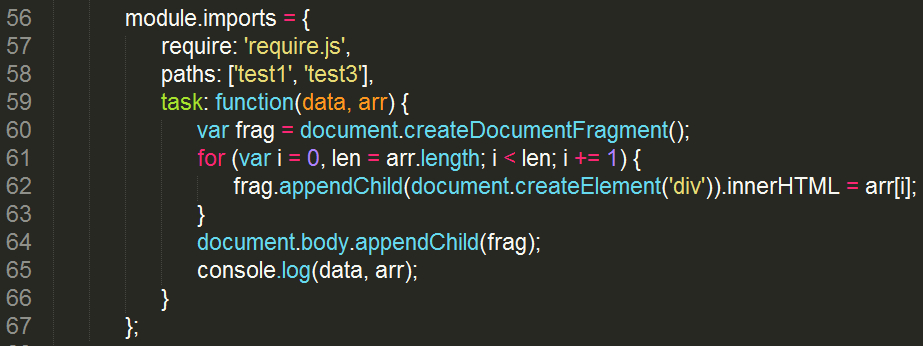 56 module.imports = {
57 require: 'require.js',
58 paths: ['test1', 'test3'],
59 task: function(data, arr) {
60 var frag = document.createDocumentFragment();
61 for (var i = 0, len = arr.length; i < len; i += 1) {
62 frag.appendChild(document.createElement('div')).innerHTML = arr[i];
63 }
64 document.body.appendChild(frag);
65 console.log(data, arr);
66 }
67 };